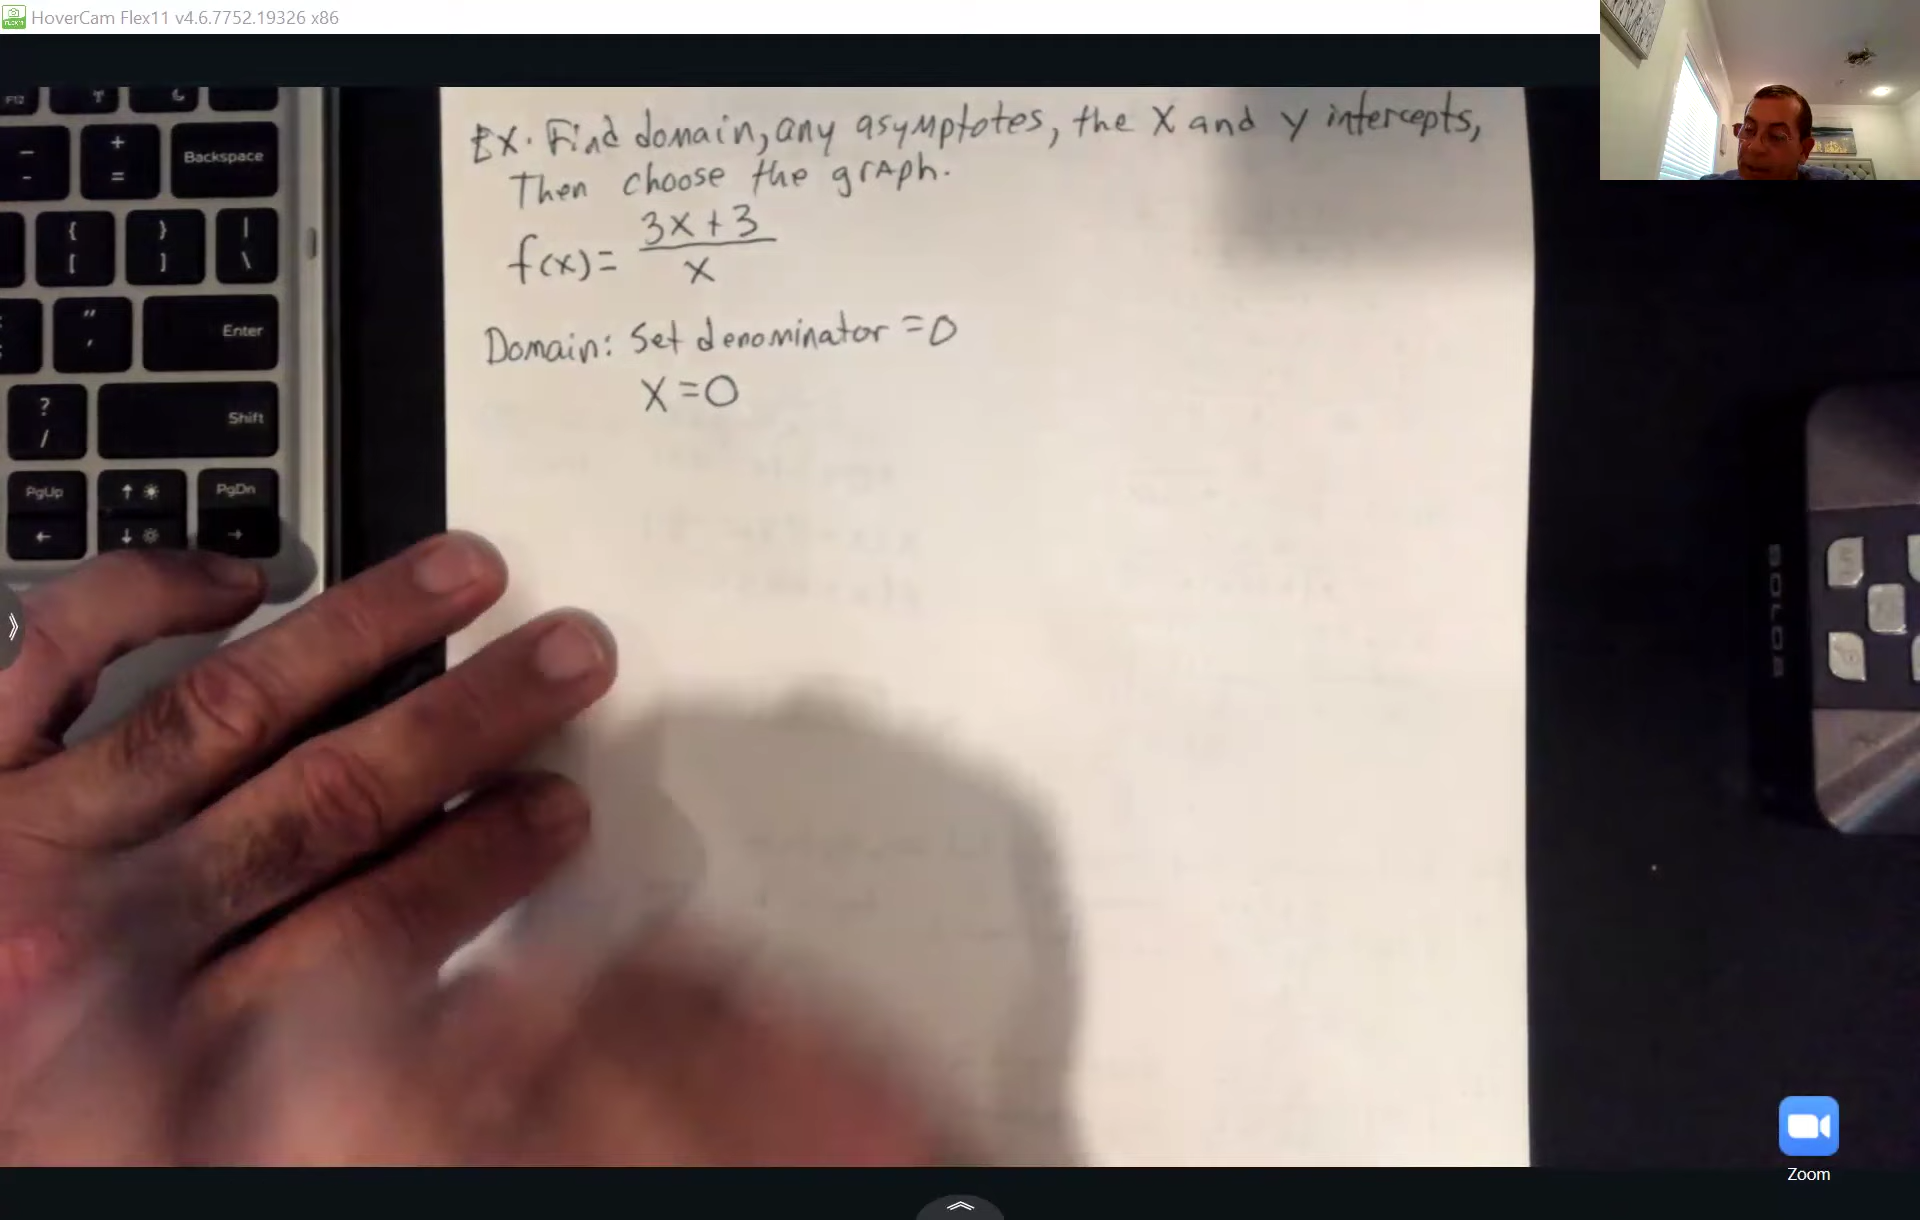 HoverCam Flex11 v4.6.7752.19326 x86
EX. Find domain, any asymptotes, the X and y intercepts,
Then choose the graph.
f(x)= 3x+3
x
Domain: Set denominator =0
X=0
F12
Backspace
+
=
{
[
}
]
|
\
"
'
Enter
?
/
Shift
PgUp
PgDn
Zoom